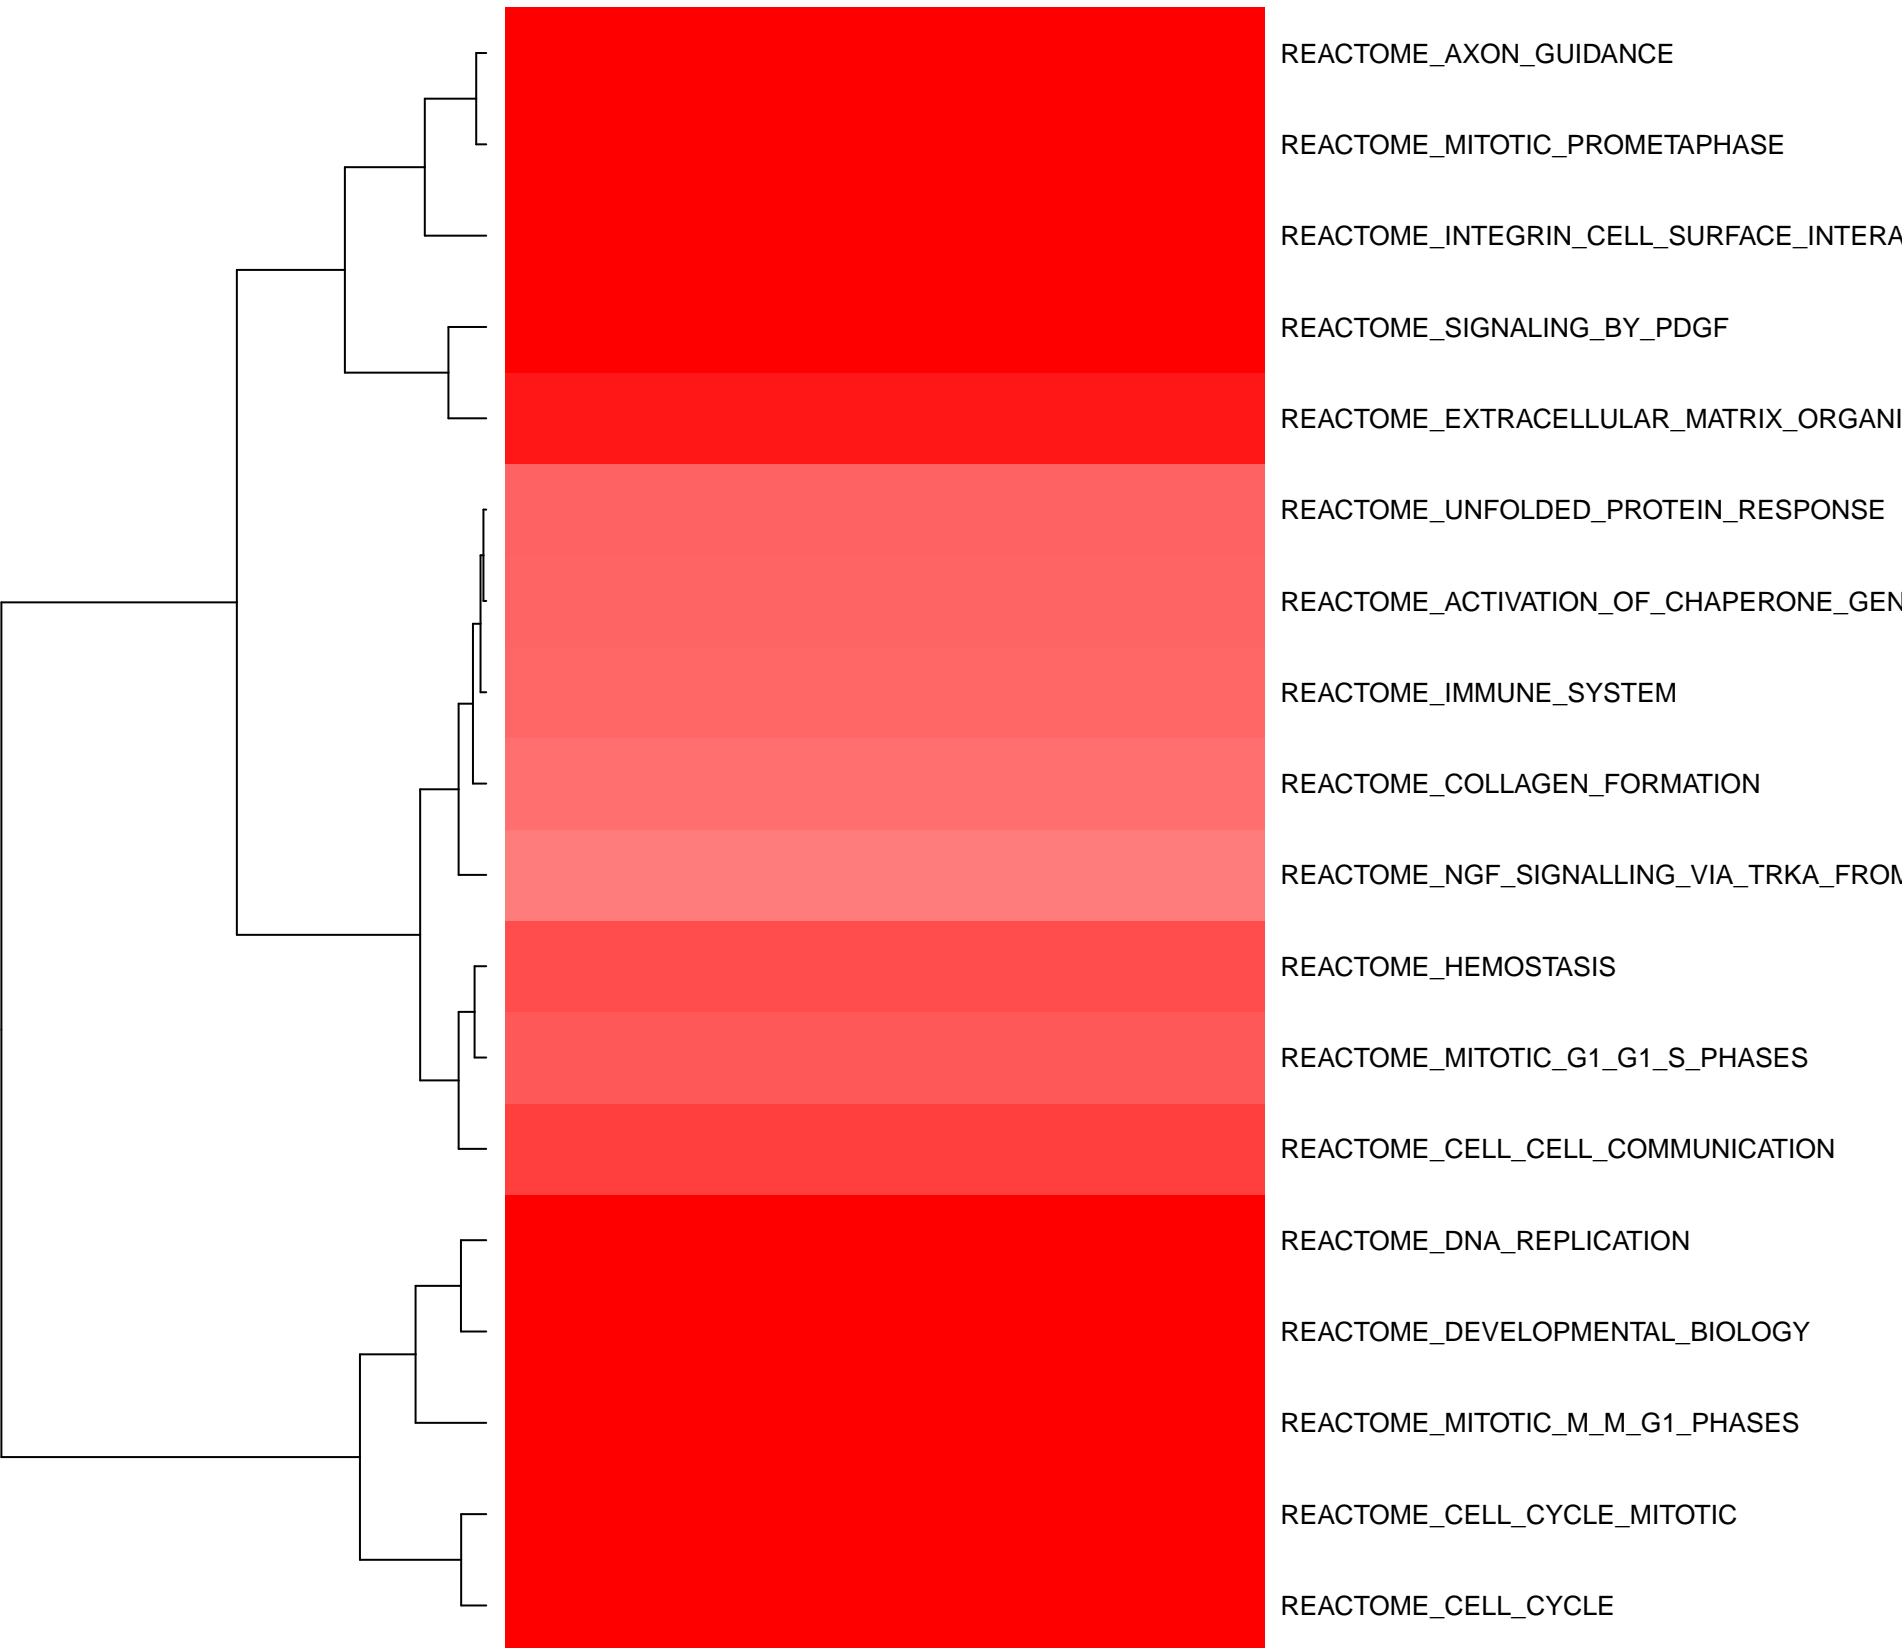 REACTOME_AXON_GUIDANCE
REACTOME_MITOTIC_PROMETAPHASE
REACTOME_INTEGRIN_CELL_SURFACE_INTERA
REACTOME_SIGNALING_BY_PDGF
REACTOME_EXTRACELLULAR_MATRIX_ORGANI
REACTOME_UNFOLDED_PROTEIN_RESPONSE
REACTOME_ACTIVATION_OF_CHAPERONE_GEN
REACTOME_IMMUNE_SYSTEM
REACTOME_COLLAGEN_FORMATION
REACTOME_NGF_SIGNALLING_VIA_TRKA_FROM
REACTOME_HEMOSTASIS
REACTOME_MITOTIC_G1_G1_S_PHASES
REACTOME_CELL_CELL_COMMUNICATION
REACTOME_DNA_REPLICATION
REACTOME_DEVELOPMENTAL_BIOLOGY
REACTOME_MITOTIC_M_M_G1_PHASES
REACTOME_CELL_CYCLE_MITOTIC
REACTOME_CELL_CYCLE